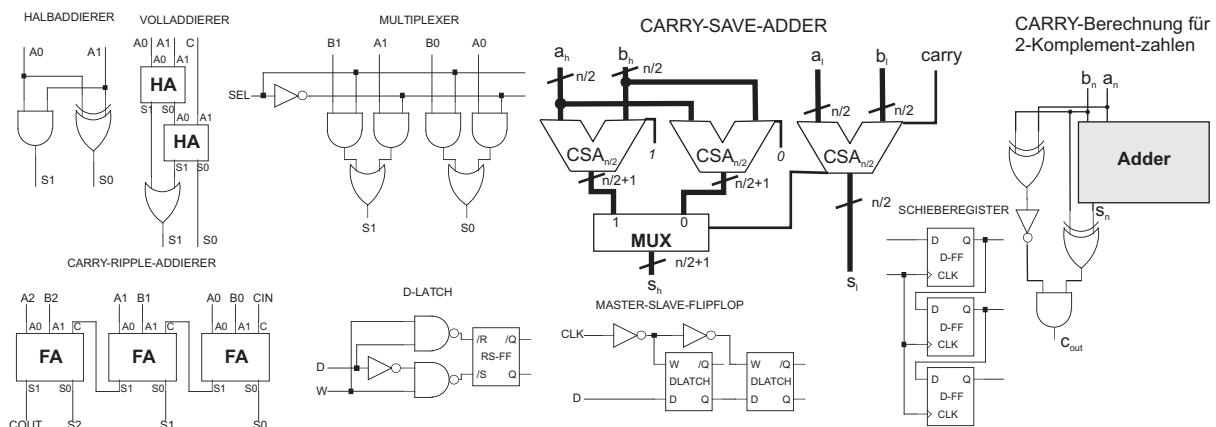 HALBADDIERER
A0 A1
S1 S0
VOLLADDIERER
A0 A1 C
A0 A1
HA
S1 S0
A0 A1
HA
S1 S0
S1 S0
MULTIPLEXER
B1 A1 B0 A0
SEL
S1 S0
CARRY-SAVE-ADDER
a_h b_h a_l b_l carry
n/2 n/2
n/2 n/2
CSA_n/2 1 CSA_n/2 0 CSA_n/2
n/2+1 n/2+1
n/2
1 0
MUX
n/2+1
s_h s_l
CARRY-Berechnung für
2-Komplement-zahlen
b_n a_n
Adder
s_n
c_out
CARRY-RIPPLE-ADDIERER
A2 B2 A1 B1 A0 B0 CIN
A0 A1 C A0 A1 C A0 A1 C
FA FA FA
S1 S0 S1 S0 S1 S0
COUT S2 S1 S0
D-LATCH
D
W
/R /Q
RS-FF
/S Q
MASTER-SLAVE-FLIPFLOP
CLK
W /Q W /Q
DLATCH DLATCH
D D Q D Q
SCHIEBEREGISTER
D Q
D-FF
CLK
D Q
D-FF
CLK
D Q
D-FF
CLK